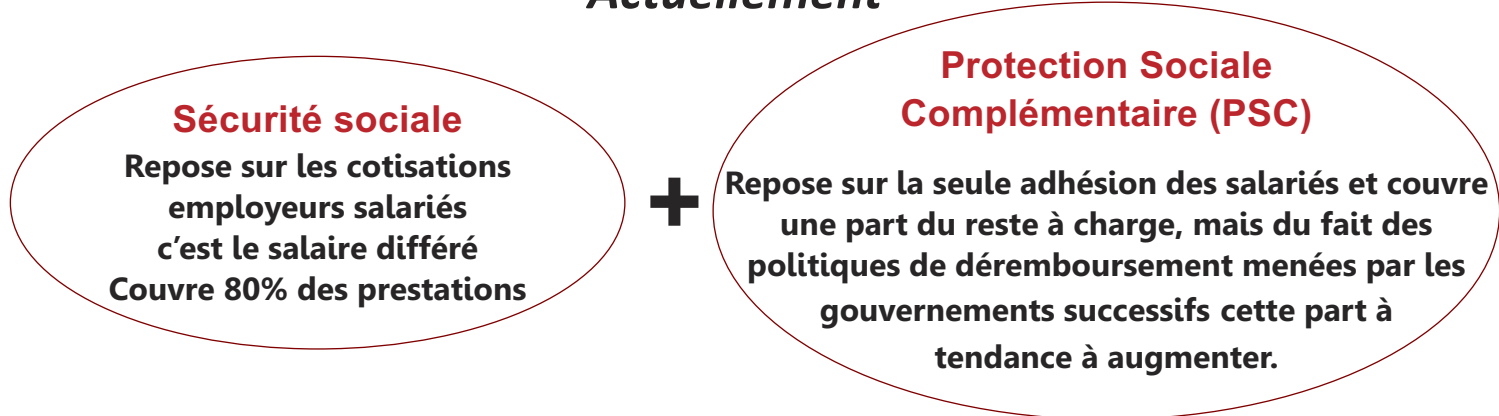 Actuellement
Sécurité sociale
Repose sur les cotisations
employeurs salariés
c'est le salaire différé
Couvre 80% des prestations
+
Protection Sociale
Complémentaire (PSC)
Repose sur la seule adhésion des salariés et couvre
une part du reste à charge, mais du fait des
politiques de déremboursement menées par les
gouvernements successifs cette part à
tendance à augmenter.